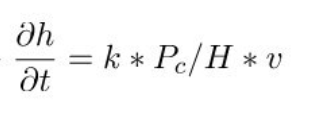 ∂h/∂t = k * P_c/H * v